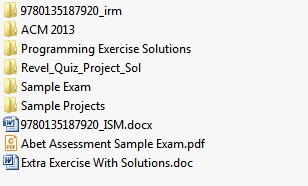 9780135187920_irm
ACM 2013
Programming Exercise Solutions
Revel_Quiz_Project_Sol
Sample Exam
Sample Projects
9780135187920_ISM.docx
Abet Assessment Sample Exam.pdf
Extra Exercise With Solutions.doc